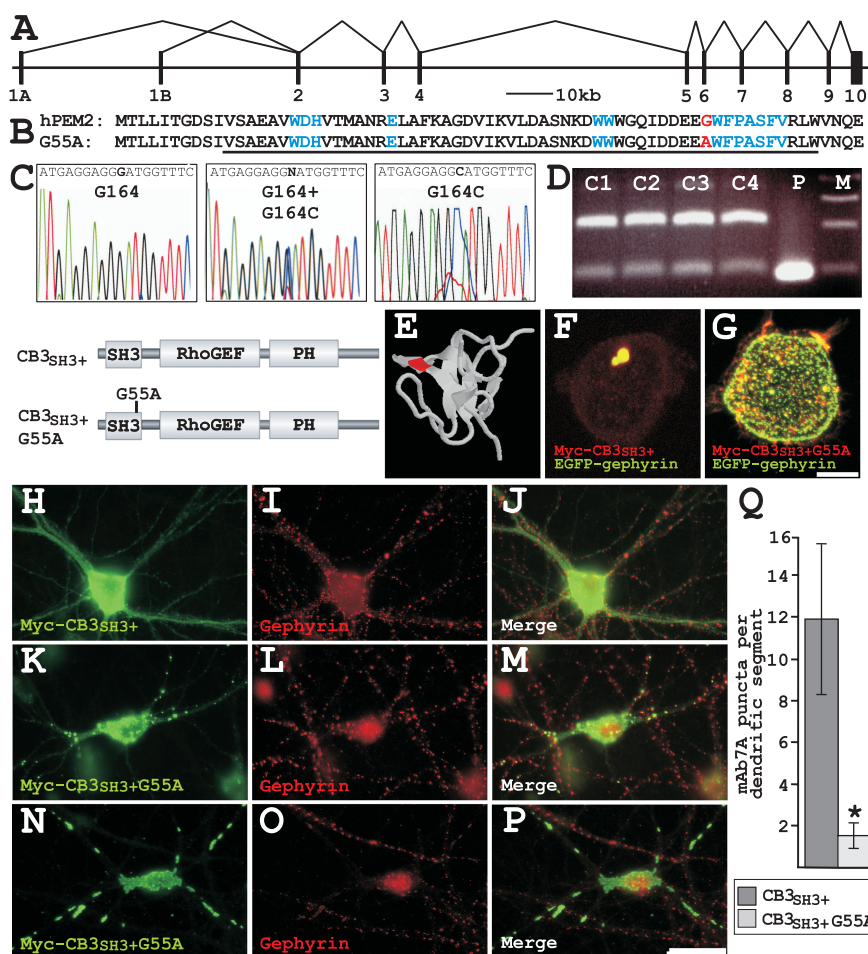 A
1A 1B 2 3 4 10kb 5 6 7 8 9 10
B
hPEM2: MTLLITGDSIVSAEAVWDHVTMANRELAFKAGDVIKVLDASNKDWWWGQIDDEEGWFPASFVRLWVNQE
G55A: MTLLITGDSIVSAEAVWDHVTMANRELAFKAGDVIKVLDASNKDWWWGQIDDEEAWFPASFVRLWVNQE
C
ATGAGGAGGGATGGTTTC
G164
ATGAGGAGGNATGGTTTC
G164+
G164C
ATGAGGAGGCATGGTTTC
G164C
D
C1 C2 C3 C4 P M
CB3SH3+
SH3 RhoGEF PH
G55A
CB3SH3+
G55A
SH3 RhoGEF PH
E
F
Myc-CB3SH3+
EGFP-gephyrin
G
Myc-CB3SH3+G55A
EGFP-gephyrin
H
Myc-CB3SH3+
I
Gephyrin
J
Merge
K
Myc-CB3SH3+G55A
L
Gephyrin
M
Merge
N
Myc-CB3SH3+G55A
O
Gephyrin
P
Merge
Q
mAb7A puncta per
dendritic segment
16
14
12
10
8
6
4
2
*
CB3SH3+
CB3SH3+G55A